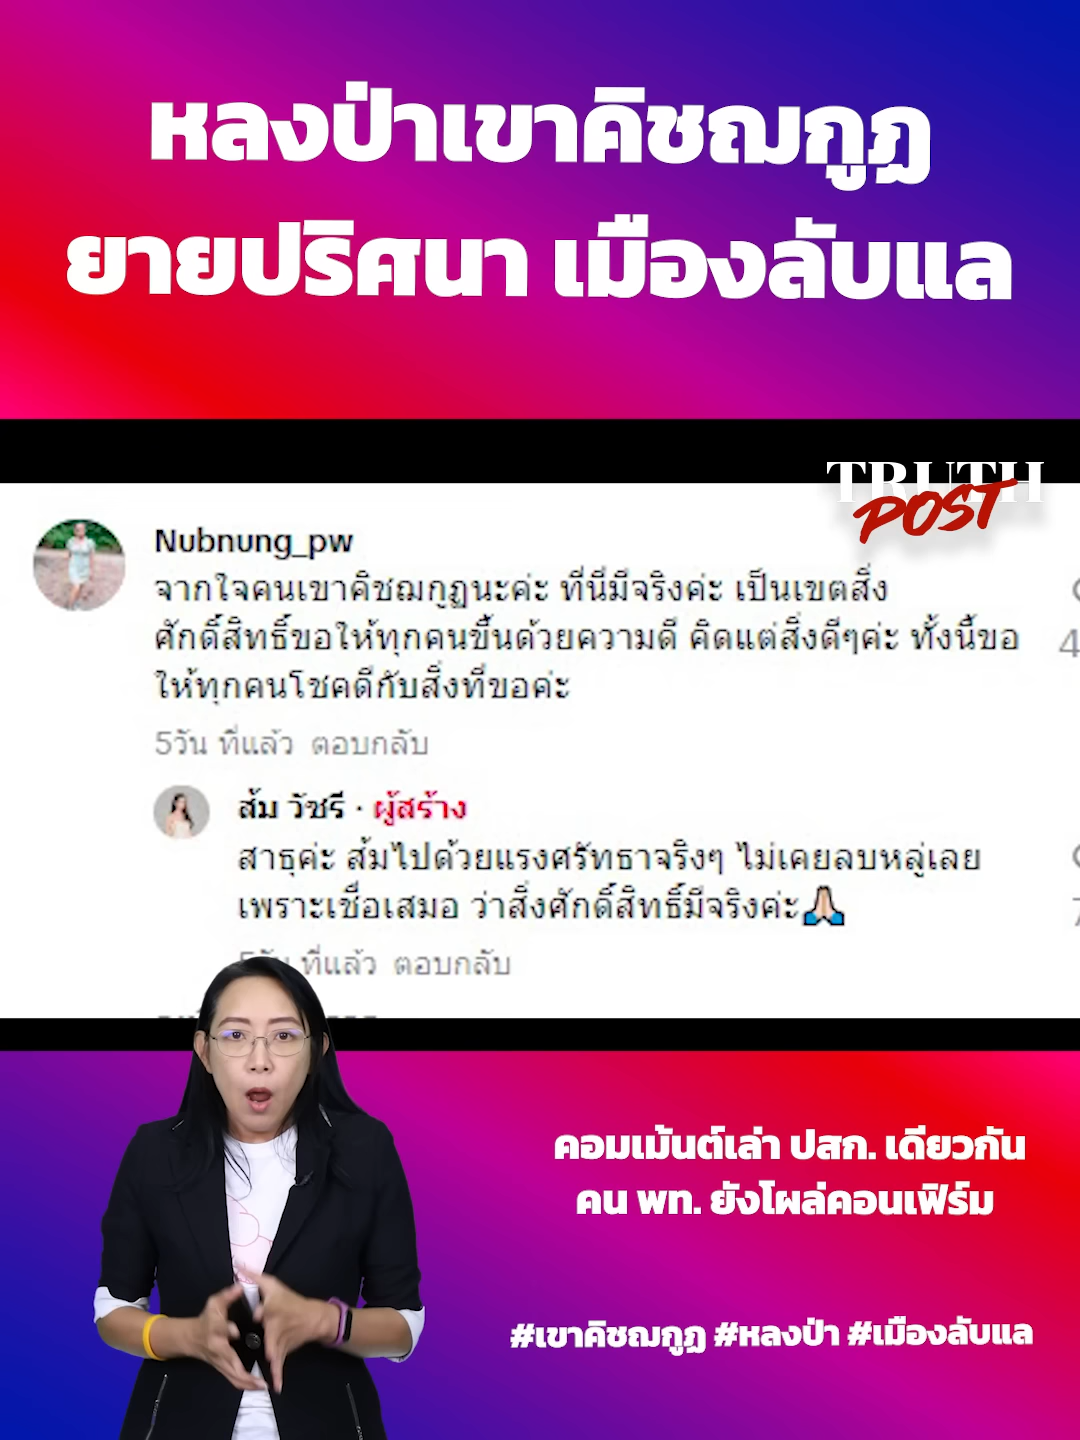 หลงป่าเขาคิชฌกูฏ
ยายปริศนา เมืองลับแล
TRUTH
POST
Nubnung_pw
จากใจคนเขาคิชฌกูฏนะค่ะ ที่นี่มีจริงค่ะ เป็นเขตสิ่ง
ศักดิ์สิทธิ์ขอให้ทุกคนขึ้นด้วยความดี คิดแต่สิ่งดีๆค่ะ ทั้งนี้ขอ
ให้ทุกคนโชคดีกับสิ่งที่ขอค่ะ
4
5วัน ที่แล้ว ตอบกลับ
ส้ม วัชรี · ผู้สร้าง
สาธุค่ะ ส้มไปด้วยแรงศรัทธาจริงๆ ไม่เคยลบหลู่เลย
เพราะเชื่อเสมอ ว่าสิ่งศักดิ์สิทธิ์มีจริงค่ะ🙏
7
5วัน ที่แล้ว ตอบกลับ
คอมเม้นต์เล่า ปสก. เดียวกัน
คน พท. ยังโผล่คอนเฟิร์ม
#เขาคิชฌกูฏ #หลงป่า #เมืองลับแล